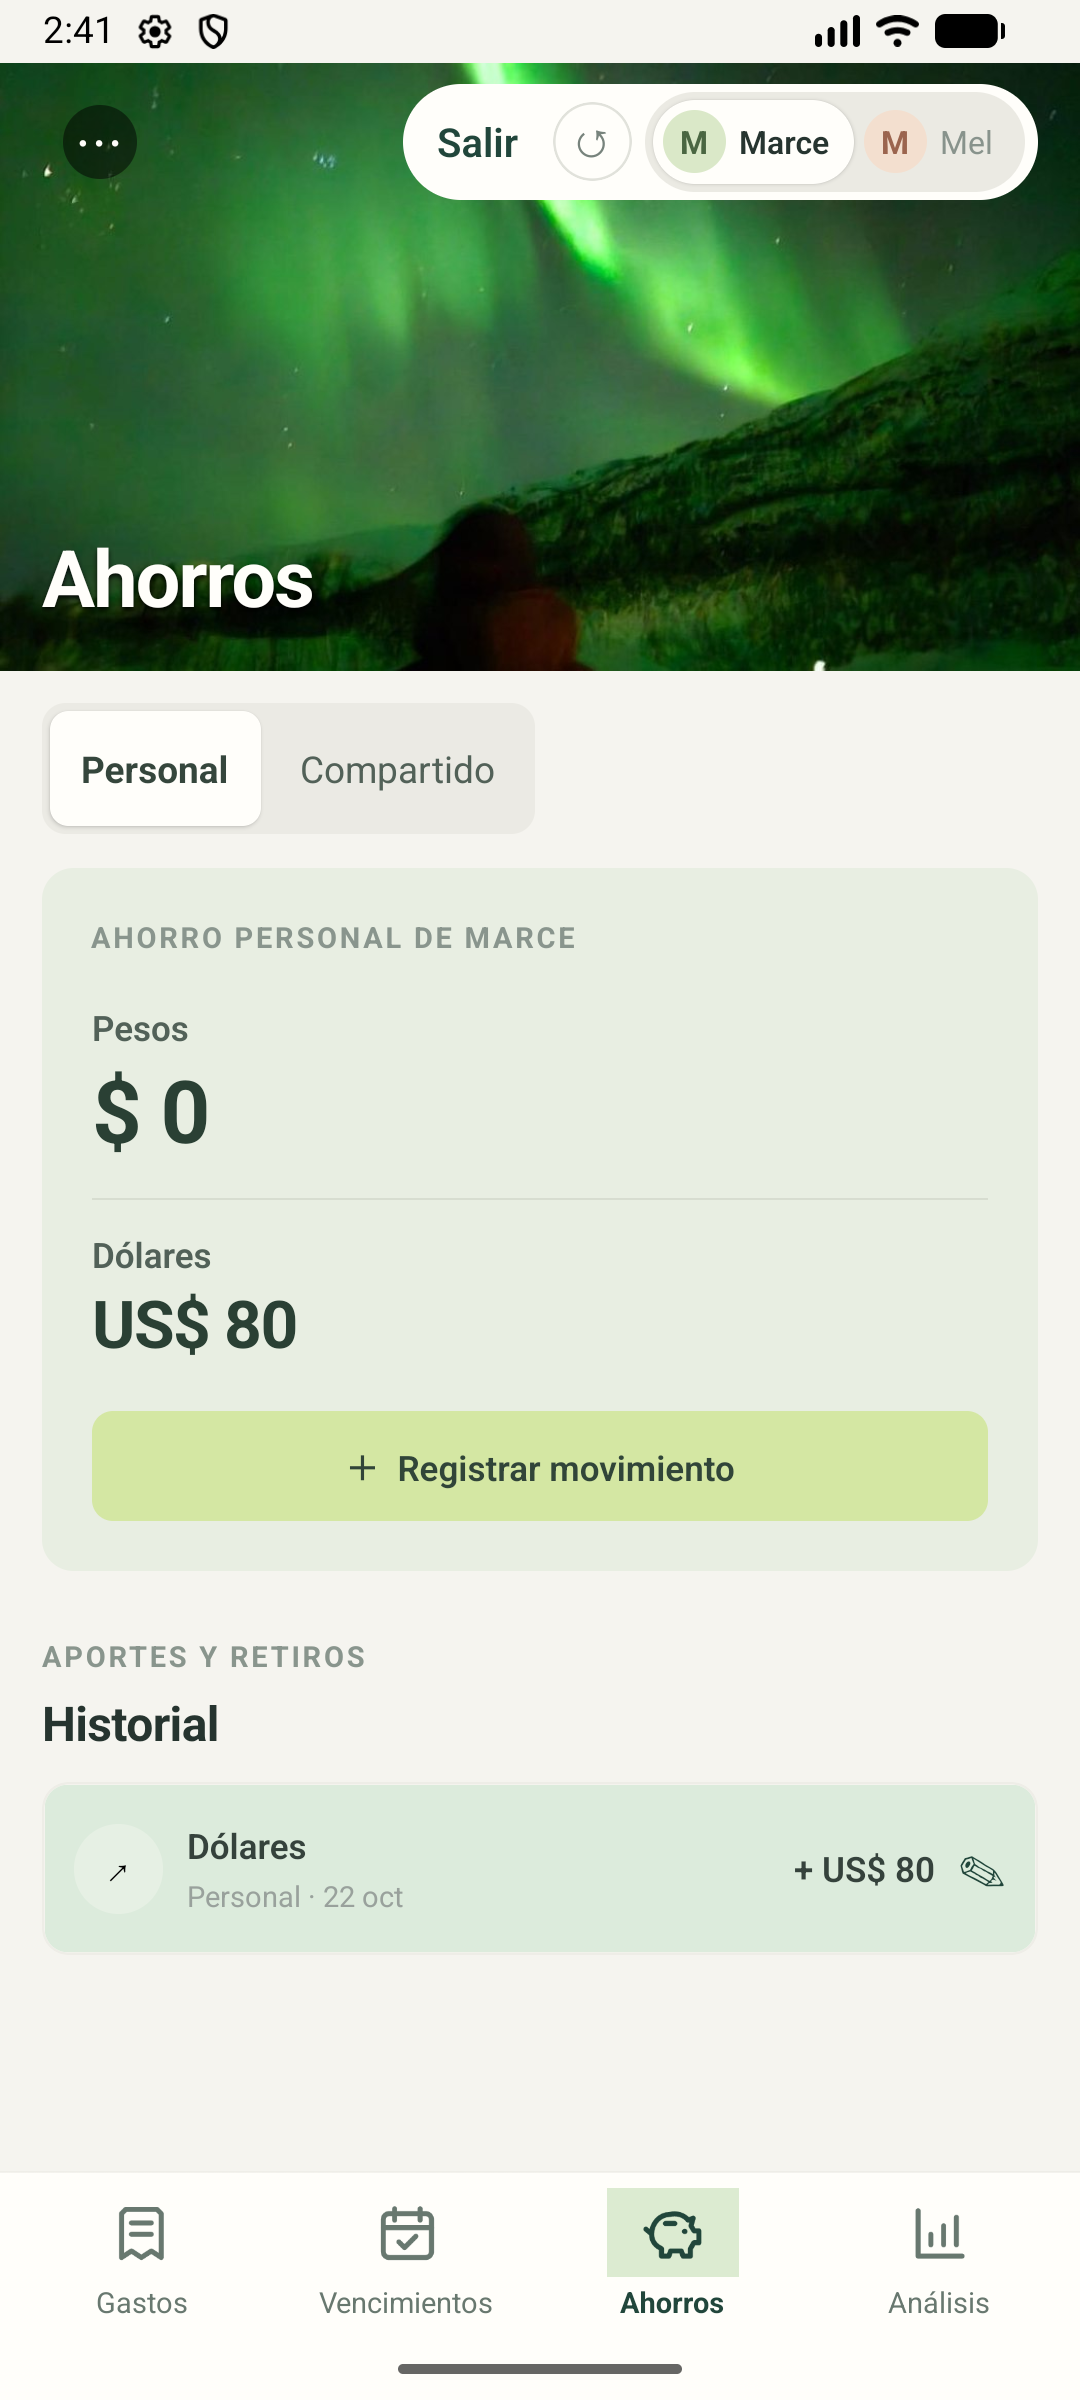 2:41
Salir
M Marce
M Mel
Ahorros
Personal
Compartido
AHORRO PERSONAL DE MARCE
Pesos
$ 0
Dólares
US$ 80
+ Registrar movimiento
APORTES Y RETIROS
Historial
Dólares
Personal · 22 oct
+ US$ 80
Gastos
Vencimientos
Ahorros
Análisis